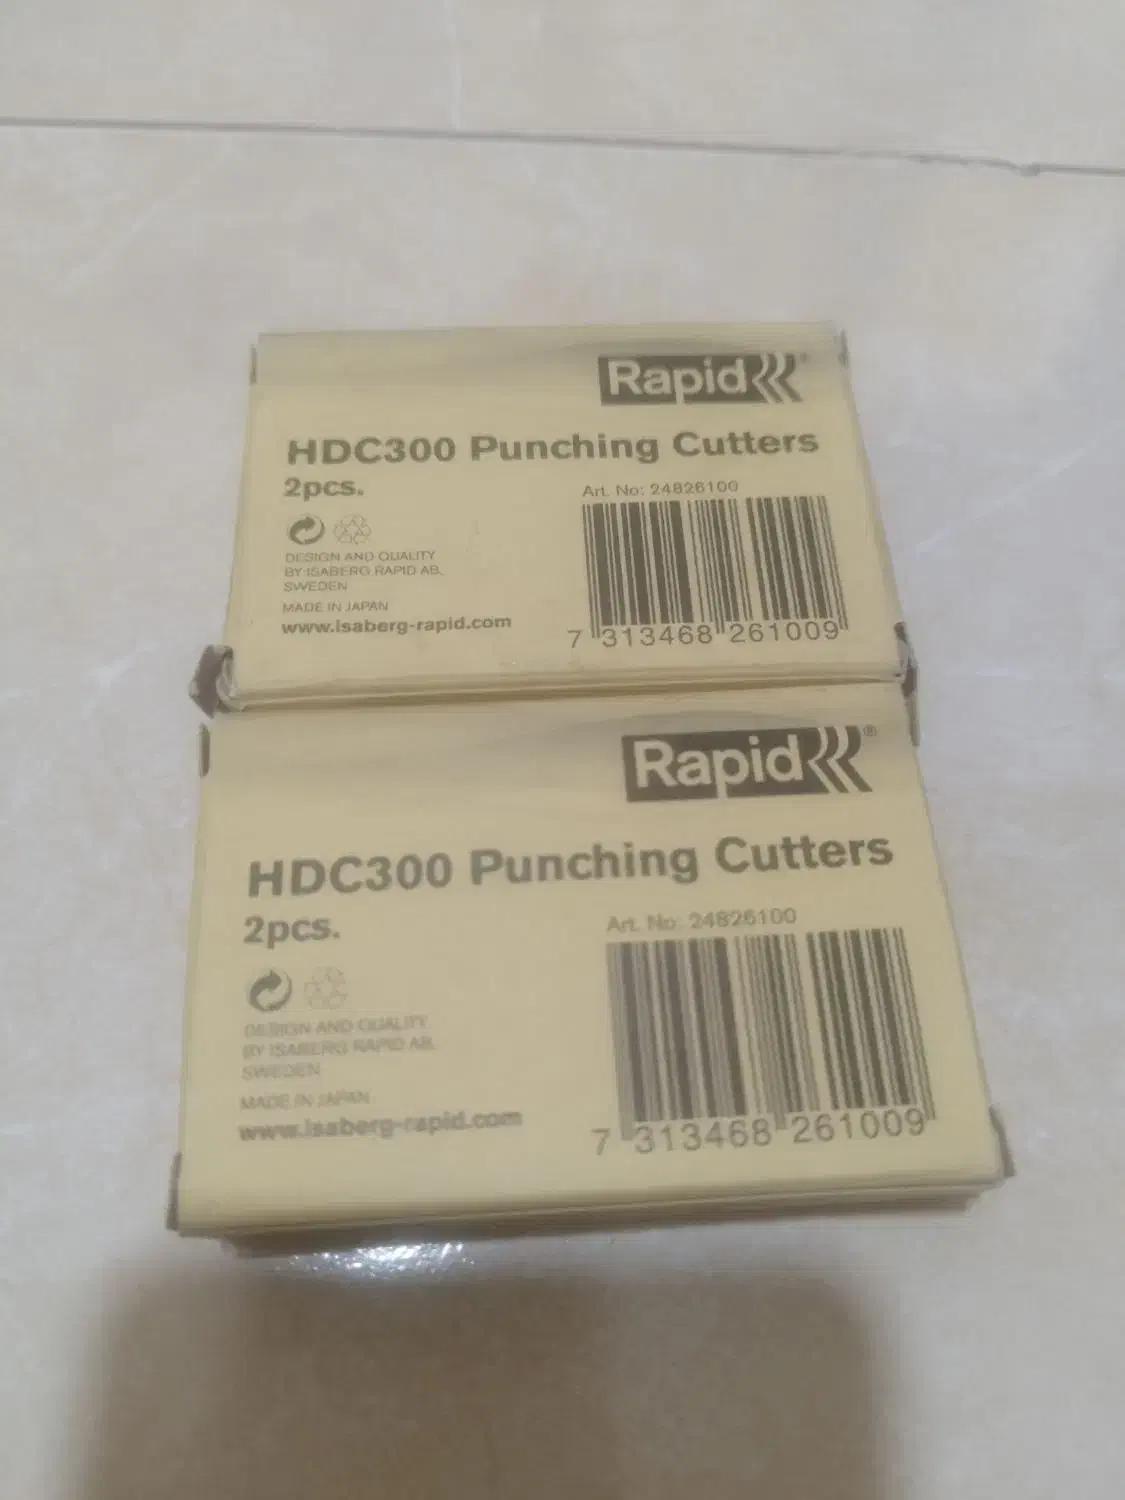 Rapid®
HDC300 Punching Cutters
2pcs.
Art. No: 24826100
DESIGN AND QUALITY
BY ISABERG RAPID AB,
SWEDEN
MADE IN JAPAN
www.isaberg-rapid.com
7 313468 261009
Rapid®
HDC300 Punching Cutters
2pcs.
Art. No: 24826100
DESIGN AND QUALITY
BY ISABERG RAPID AB,
SWEDEN
MADE IN JAPAN
www.isaberg-rapid.com
7 313468 261009